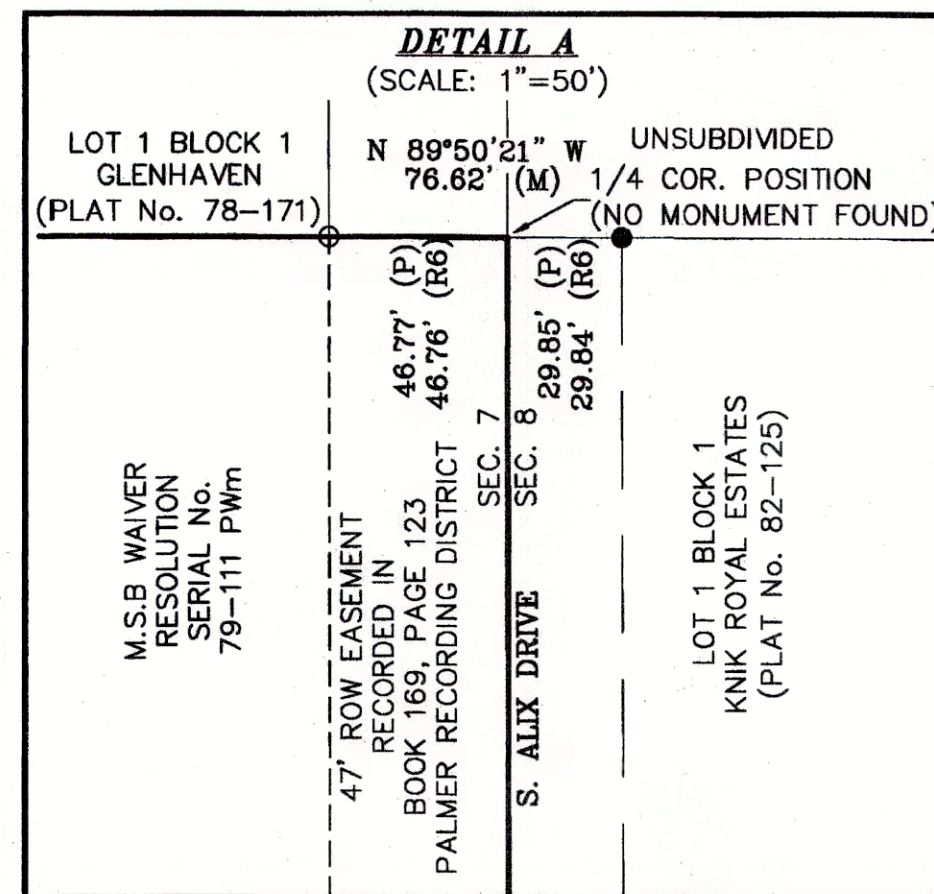 DETAIL A
(SCALE: 1"=50')
LOT 1 BLOCK 1
GLENHAVEN
(PLAT No. 78-171)
N 89°50'21" W
76.62' (M)
UNSUBDIVIDED
1/4 COR. POSITION
(NO MONUMENT FOUND)
M.S.B WAIVER
RESOLUTION
SERIAL No.
79-111 PWm
47' ROW EASEMENT
RECORDED IN
BOOK 169, PAGE 123
PALMER RECORDING DISTRICT
46.77' (P)
46.76' (R6)
SEC. 7
SEC. 8
S. ALIX DRIVE
29.85' (P)
29.84' (R6)
LOT 1 BLOCK 1
KNIK ROYAL ESTATES
(PLAT No. 82-125)